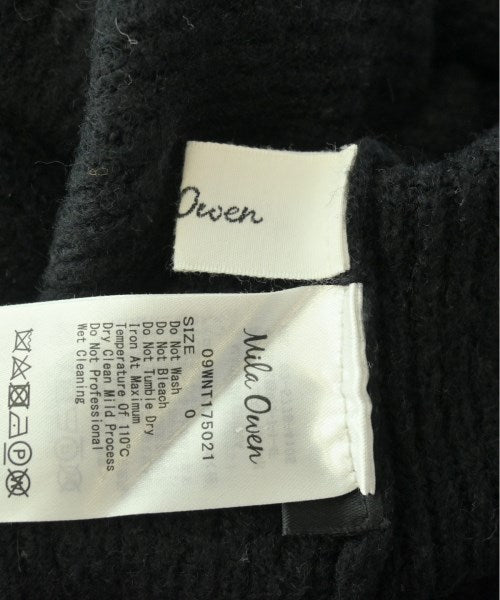 Owen
Mila Owen
09WNT175021
SIZE 0
Do Not Wash
Do Not Bleach
Do Not Tumble Dry
Iron At Maximum
Temperature Of 110°C
Dry Clean Mild Process
Do Not Professional
Wet Cleaning
P
W